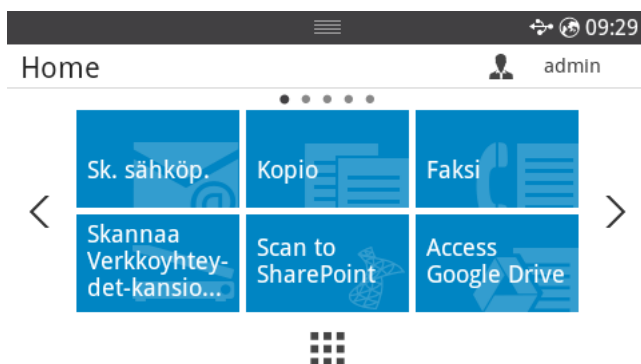 09:29
Home
admin
Sk. sähköp.
Kopio
Faksi
Skannaa
Verkkoyhtey-
det-kansio...
Scan to
SharePoint
Access
Google Drive